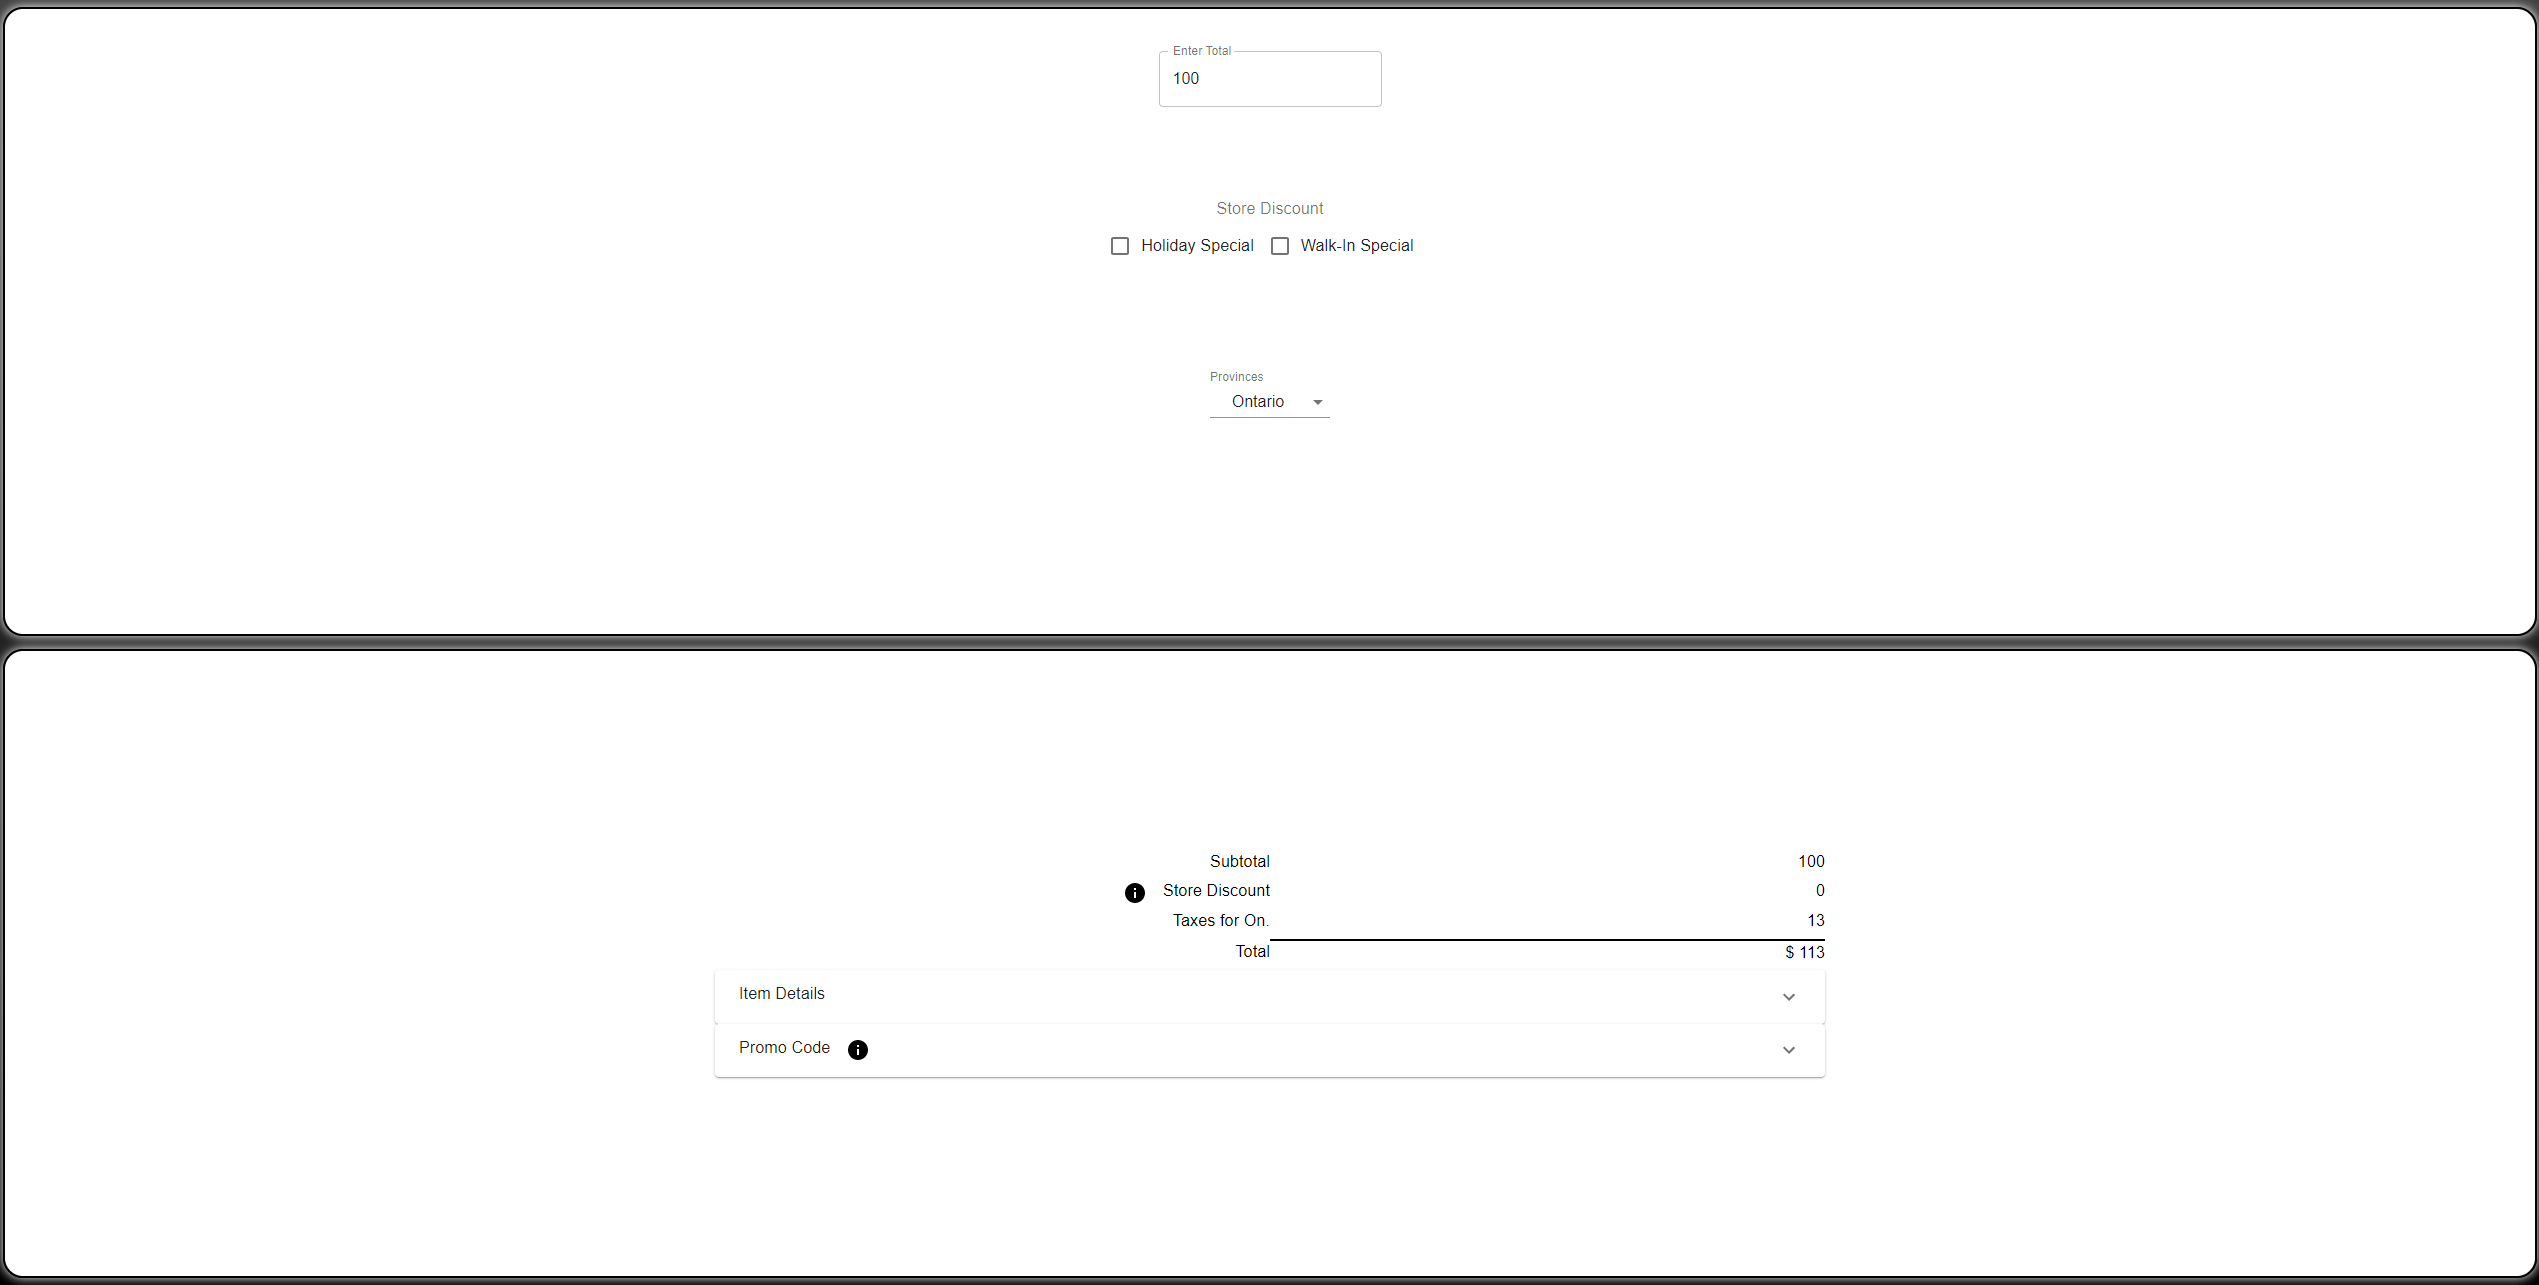 Enter Total
100
Store Discount
Holiday Special Walk-In Special
Provinces
Ontario
Subtotal 100
Store Discount 0
Taxes for On. 13
Total $ 113
Item Details
Promo Code